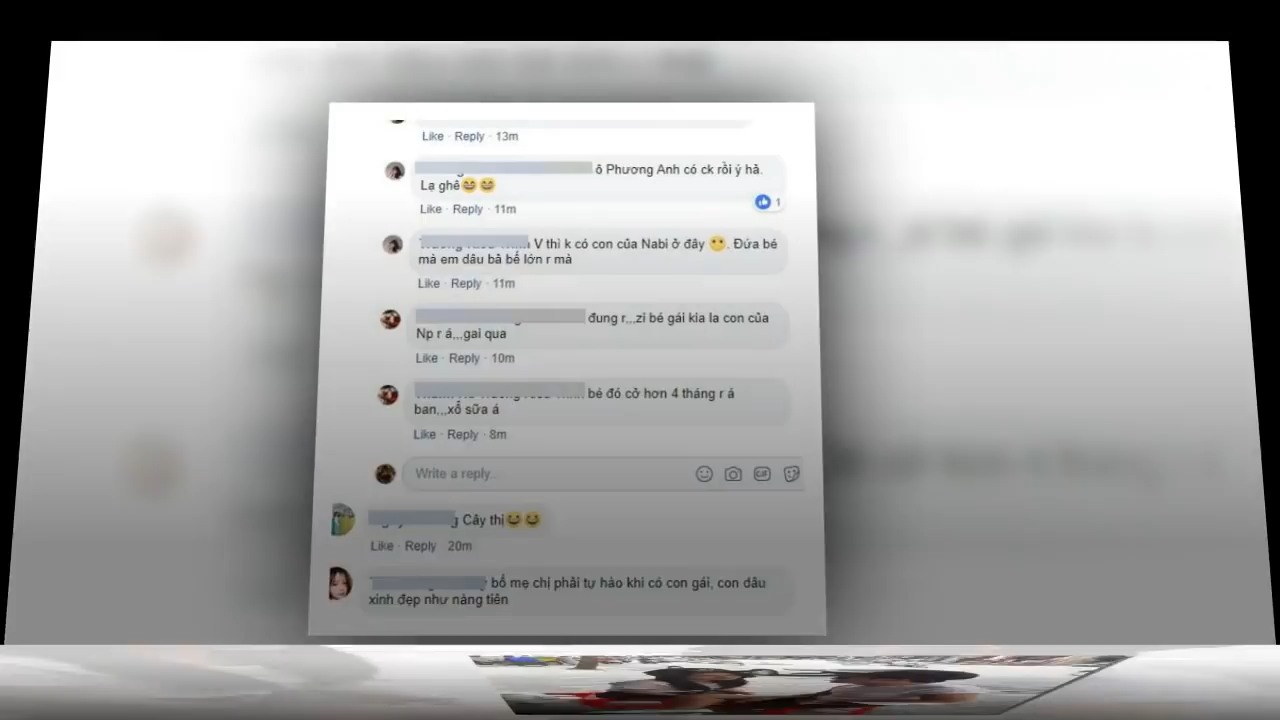 Like · Reply · 13m
ô Phương Anh có ck rồi ý hả.
Lạ ghê
Like · Reply · 11m
1
V thì k có con của Nabi ở đây . Đứa bé
mà em dâu bả bế lớn r mà
Like · Reply · 11m
đung r,,,zi bé gái kia la con của
Np r á,,,gai qua
Like · Reply · 10m
bé đó cở hơn 4 tháng r á
ban,,,xổ sữa á
Like · Reply · 8m
Write a reply...
GIF
Cây thị
Like · Reply 20m
bố mẹ chị phải tự hào khi có con gái, con dâu
xinh đẹp như nàng tiên